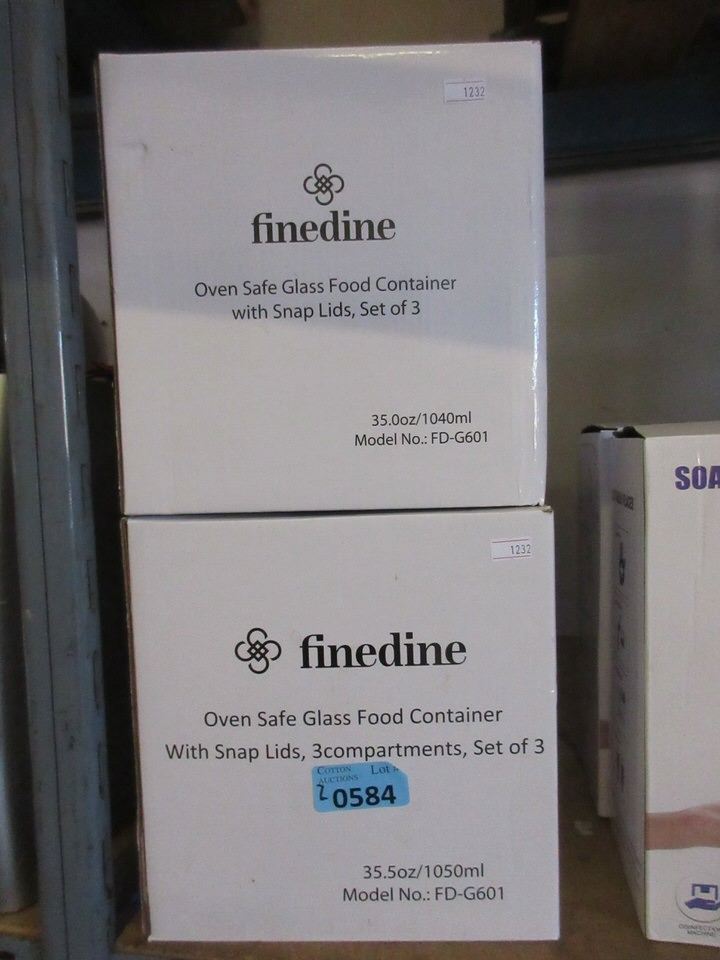 1232
finedine
Oven Safe Glass Food Container
with Snap Lids, Set of 3
35.0oz/1040ml
Model No.: FD-G601
1232
finedine
Oven Safe Glass Food Container
With Snap Lids, 3compartments, Set of 3
COTTON Lot
AUCTIONS
0584
35.5oz/1050ml
Model No.: FD-G601
SOA
DISINFECTION
MACHINE